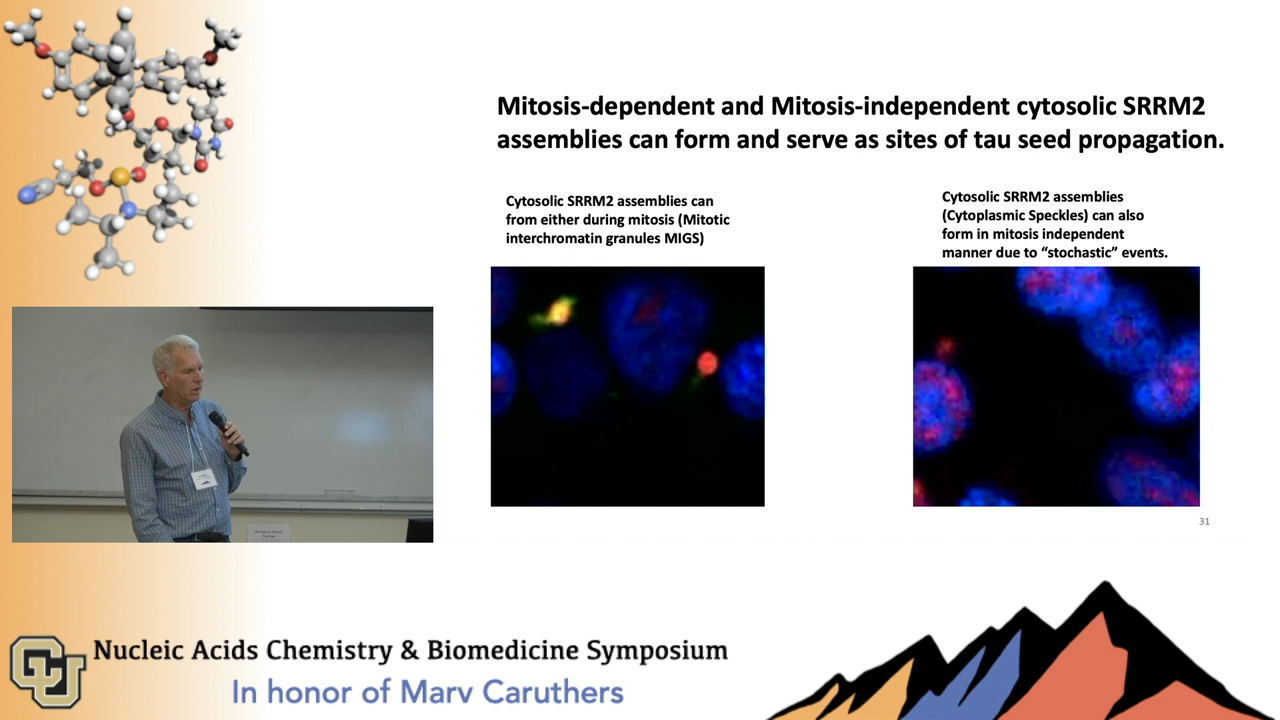 Mitosis-dependent and Mitosis-independent cytosolic SRRM2
assemblies can form and serve as sites of tau seed propagation.
Cytosolic SRRM2 assemblies can
from either during mitosis (Mitotic
interchromatin granules MIGS)
Cytosolic SRRM2 assemblies
(Cytoplasmic Speckles) can also
form in mitosis independent
manner due to “stochastic” events.
31
CU
Nucleic Acids Chemistry & Biomedicine Symposium
In honor of Marv Caruthers